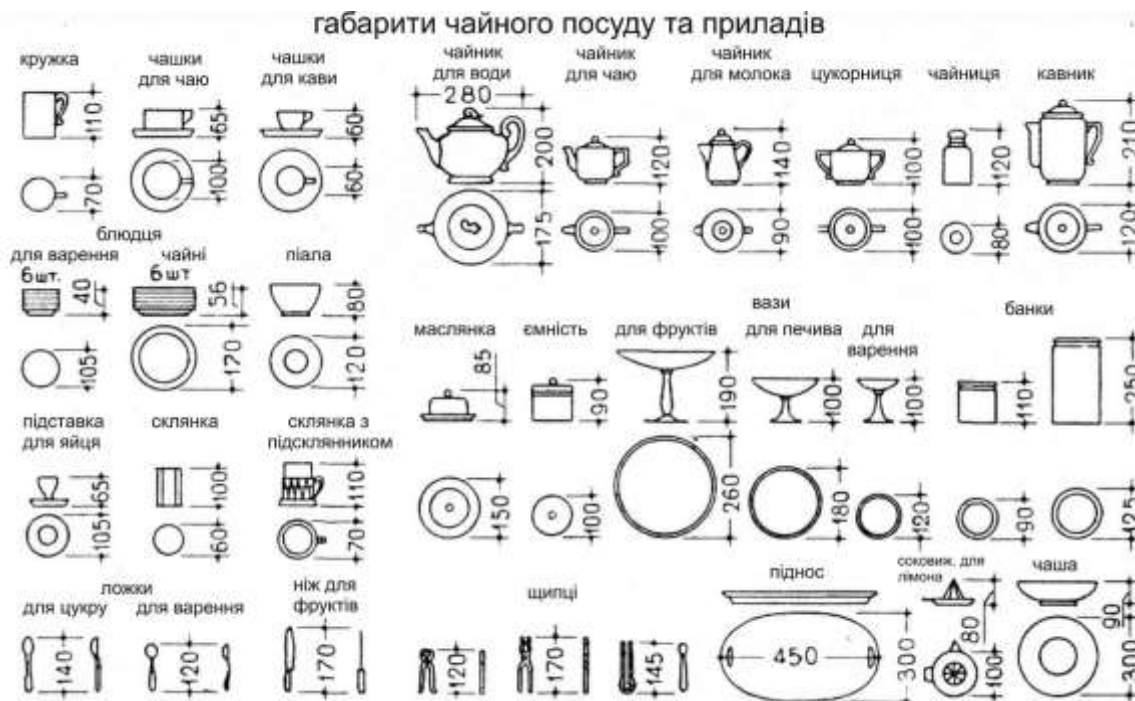 габарити чайного посуду та приладів
кружка
чашки
для чаю
чашки
для кави
чайник
для води
чайник
для чаю
чайник
для молока
цукорниця
чайниця
кавник
280
110
65
60
200
120
140
100
120
210
70
100
60
175
100
90
100
80
120
блюдця
для варення
чайні
піала
6 шт.
6 шт
40
56
80
105
170
120
вази
маслянка
ємність
для фруктів
для печива
для
варення
банки
85
90
190
100
100
110
250
150
100
260
180
120
90
125
підставка
для яйця
склянка
склянка з
підсклянником
65
100
110
105
60
70
ложки
для цукру
для варення
ніж для
фруктів
щипці
піднос
соковиж. для
лімона
чаша
140
120
170
120
170
145
450
300
80
100
90
300